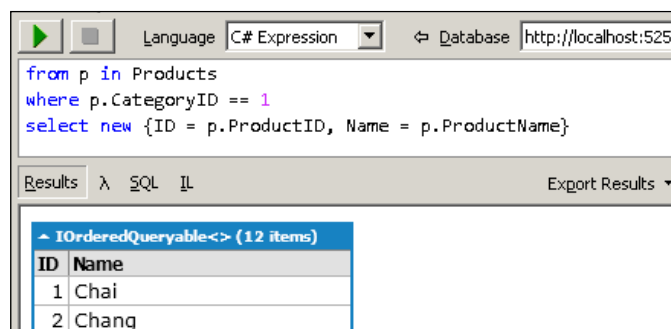 Language C# Expression Database http://localhost:525
from p in Products
where p.CategoryID == 1
select new {ID = p.ProductID, Name = p.ProductName}
Results λ SQL IL Export Results
IOrderedQueryable<> (12 items)
ID Name
1 Chai
2 Chang